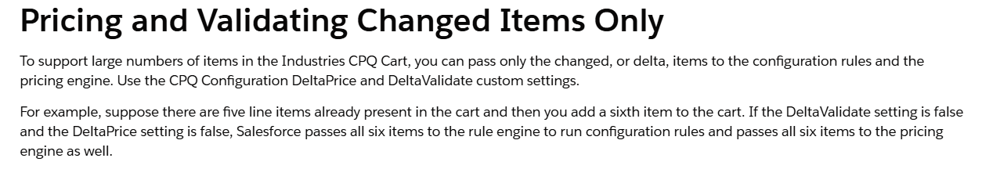 Pricing and Validating Changed Items Only
To support large numbers of items in the Industries CPQ Cart, you can pass only the changed, or delta, items to the configuration rules and the
pricing engine. Use the CPQ Configuration DeltaPrice and DeltaValidate custom settings.
For example, suppose there are five line items already present in the cart and then you add a sixth item to the cart. If the DeltaValidate setting is false
and the DeltaPrice setting is false, Salesforce passes all six items to the rule engine to run configuration rules and passes all six items to the pricing
engine as well.